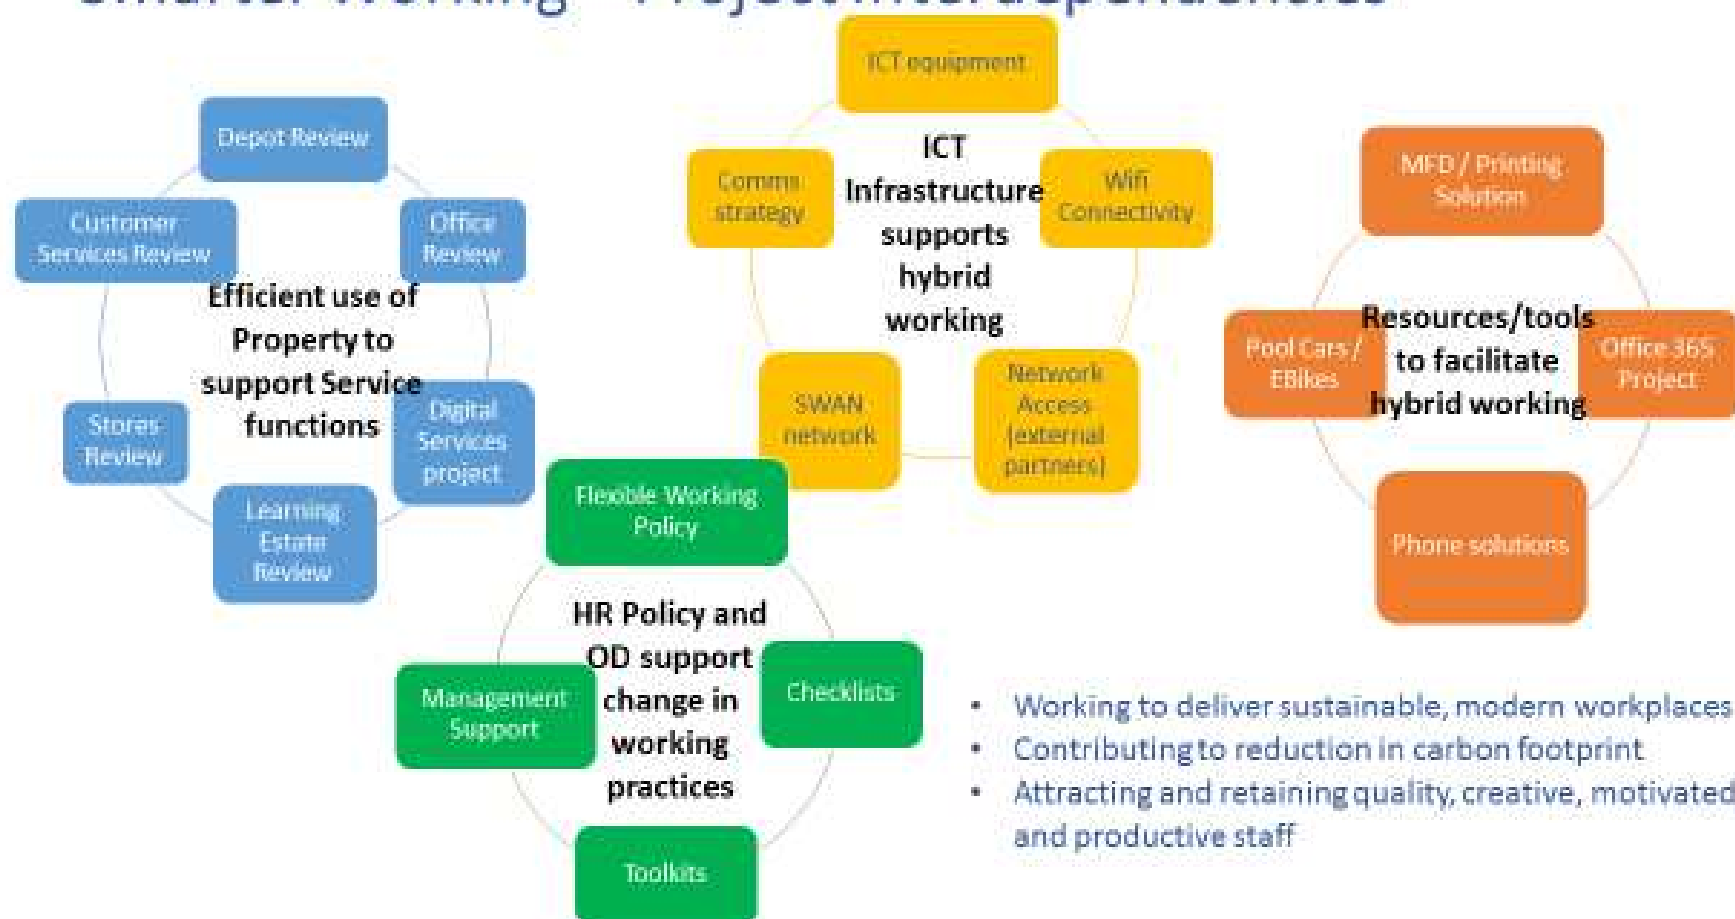 Smarter Working - Project Interdependencies
Depot Review
Customer
Services Review
Office
Review
Efficient use of
Property to
support Service
functions
Stores
Review
Digital
Services
project
Learning
Estate
Review
ICT equipment
Comms
strategy
ICT
Infrastructure
supports
hybrid
working
Wifi
Connectivity
SWAN
network
Network
Access
(external
partners)
MFD / Printing
Solution
Pool Cars /
EBikes
Resources/tools
to facilitate
hybrid working
Office 365
Project
Phone solutions
Flexible Working
Policy
HR Policy and
OD support
change in
working
practices
Management
Support
Checklists
Toolkits
• Working to deliver sustainable, modern workplaces
• Contributing to reduction in carbon footprint
• Attracting and retaining quality, creative, motivated
and productive staff